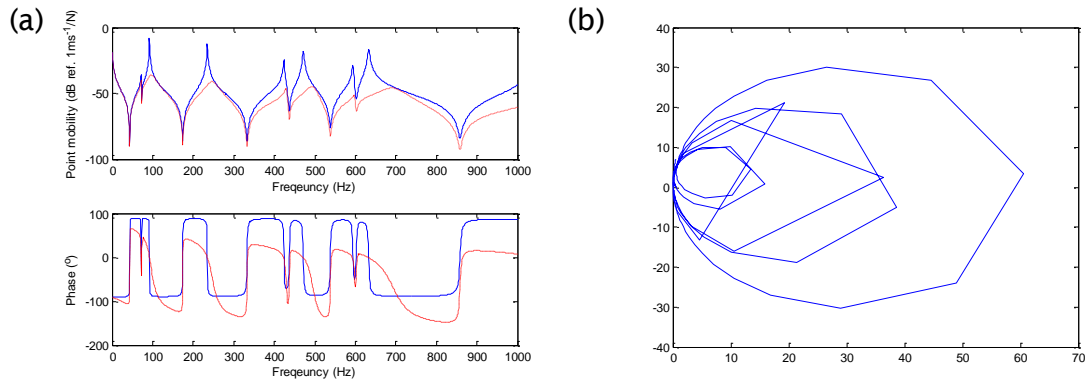 (a)
(b)
Point mobility (dB ref. 1ms⁻¹/N)
0
-50
-100
0 100 200 300 400 500 600 700 800 900 1000
Freqeuncy (Hz)
Phase (º)
100
0
-100
-200
0 100 200 300 400 500 600 700 800 900 1000
Freqeuncy (Hz)
40
30
20
10
0
-10
-20
-30
-40
0 10 20 30 40 50 60 70